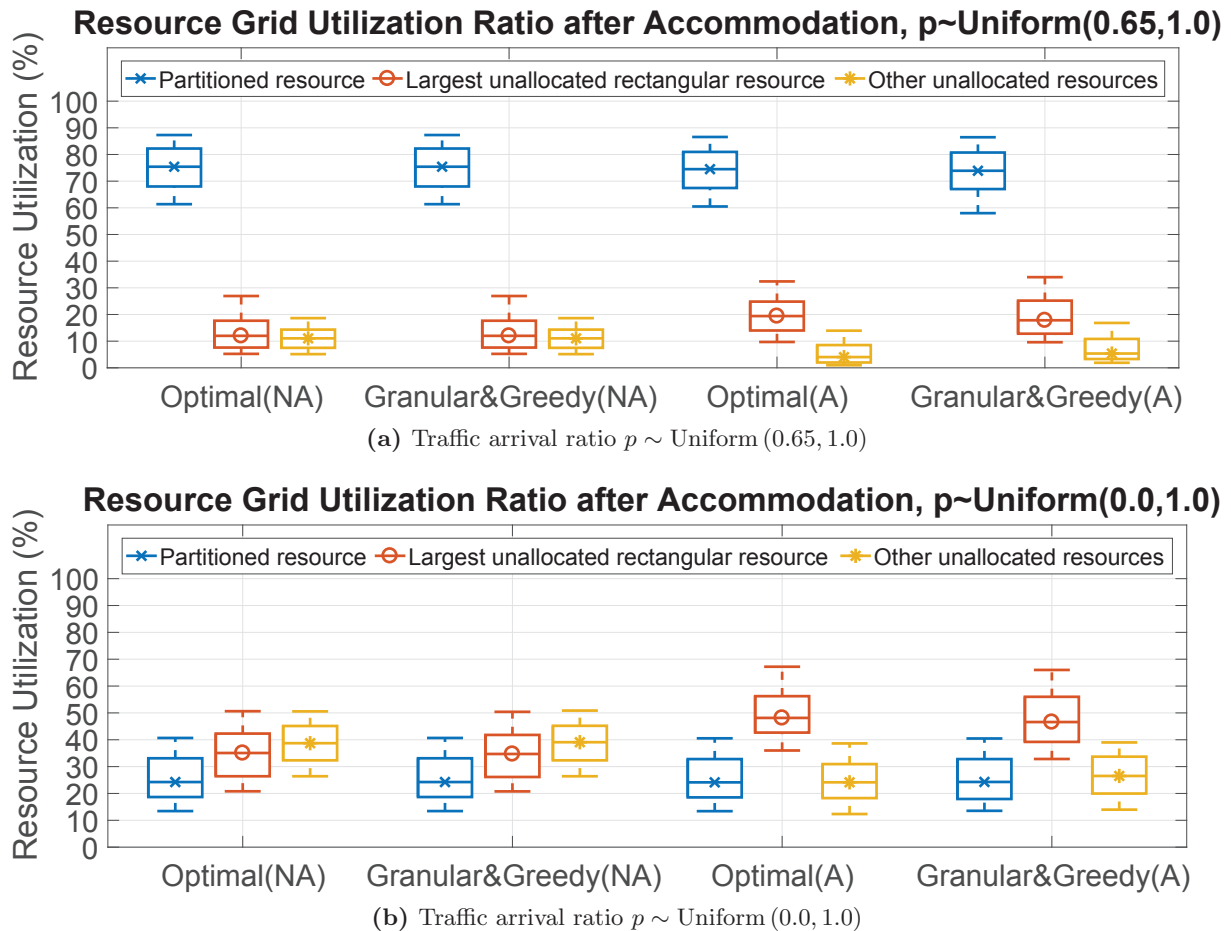 Resource Grid Utilization Ratio after Accommodation, p~Uniform(0.65,1.0)
Resource Utilization (%)
Partitioned resource Largest unallocated rectangular resource Other unallocated resources
100
90
80
70
60
50
40
30
20
10
0
Optimal(NA) Granular&Greedy(NA) Optimal(A) Granular&Greedy(A)
(a) Traffic arrival ratio p ∼ Uniform (0.65, 1.0)
Resource Grid Utilization Ratio after Accommodation, p~Uniform(0.0,1.0)
Resource Utilization (%)
Partitioned resource Largest unallocated rectangular resource Other unallocated resources
100
90
80
70
60
50
40
30
20
10
0
Optimal(NA) Granular&Greedy(NA) Optimal(A) Granular&Greedy(A)
(b) Traffic arrival ratio p ∼ Uniform (0.0, 1.0)